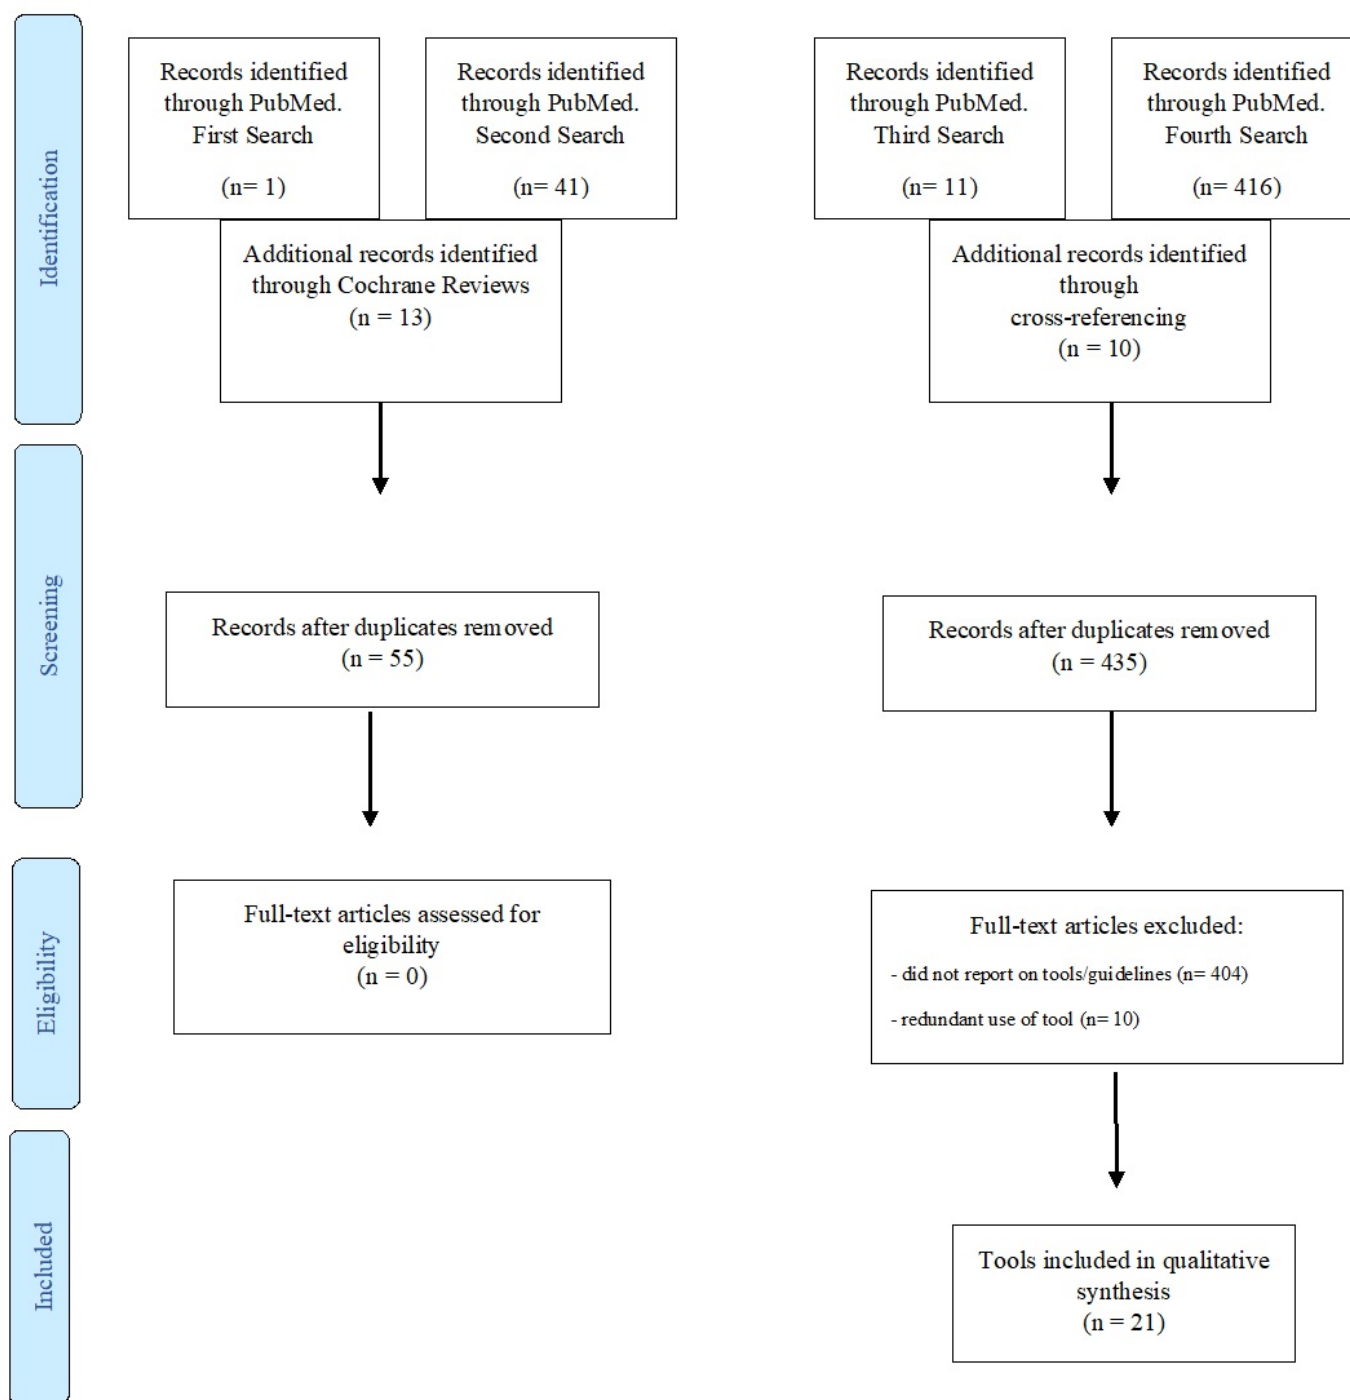 Identification
Records identified
through PubMed.
First Search
(n= 1)
Records identified
through PubMed.
Second Search
(n= 41)
Additional records identified
through Cochrane Reviews
(n = 13)
Records identified
through PubMed.
Third Search
(n= 11)
Records identified
through PubMed.
Fourth Search
(n= 416)
Additional records identified
through
cross-referencing
(n = 10)
Screening
Records after duplicates removed
(n = 55)
Records after duplicates removed
(n = 435)
Eligibility
Full-text articles assessed for
eligibility
(n = 0)
Full-text articles excluded:
- did not report on tools/guidelines (n= 404)
- redundant use of tool (n= 10)
Included
Tools included in qualitative
synthesis
(n = 21)